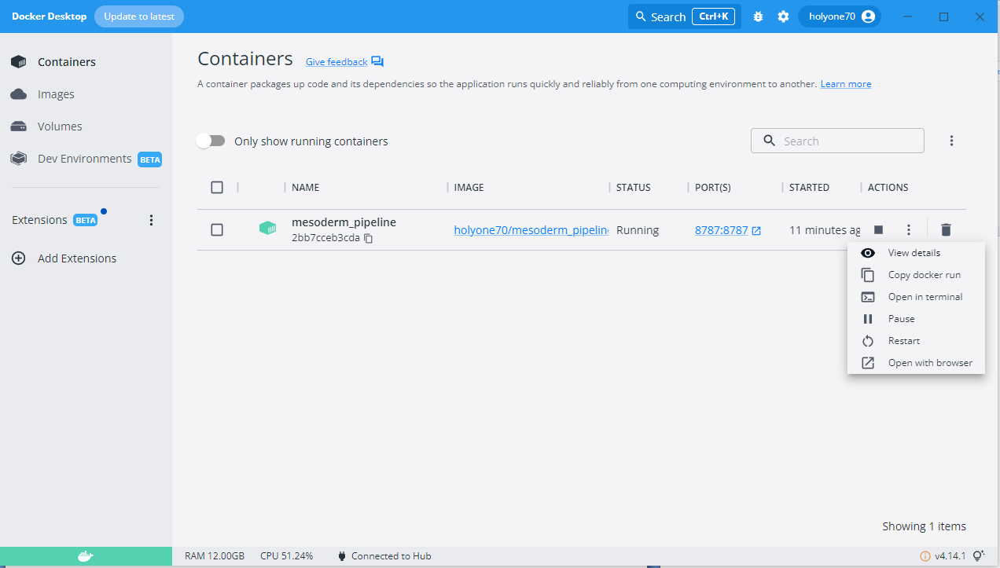 Docker Desktop Update to latest Search Ctrl+K holyone70
Containers
Images
Volumes
Dev Environments BETA
Extensions BETA
Add Extensions
Containers Give feedback
A container packages up code and its dependencies so the application runs quickly and reliably from one computing environment to another. Learn more
Only show running containers Search
NAME IMAGE STATUS PORT(S) STARTED ACTIONS
mesoderm_pipeline
2bb7cceb3cda
holyone70/mesoderm_pipelin Running 8787:8787 11 minutes ag
View details
Copy docker run
Open in terminal
Pause
Restart
Open with browser
Showing 1 items
RAM 12.00GB CPU 51.24% Connected to Hub v4.14.1